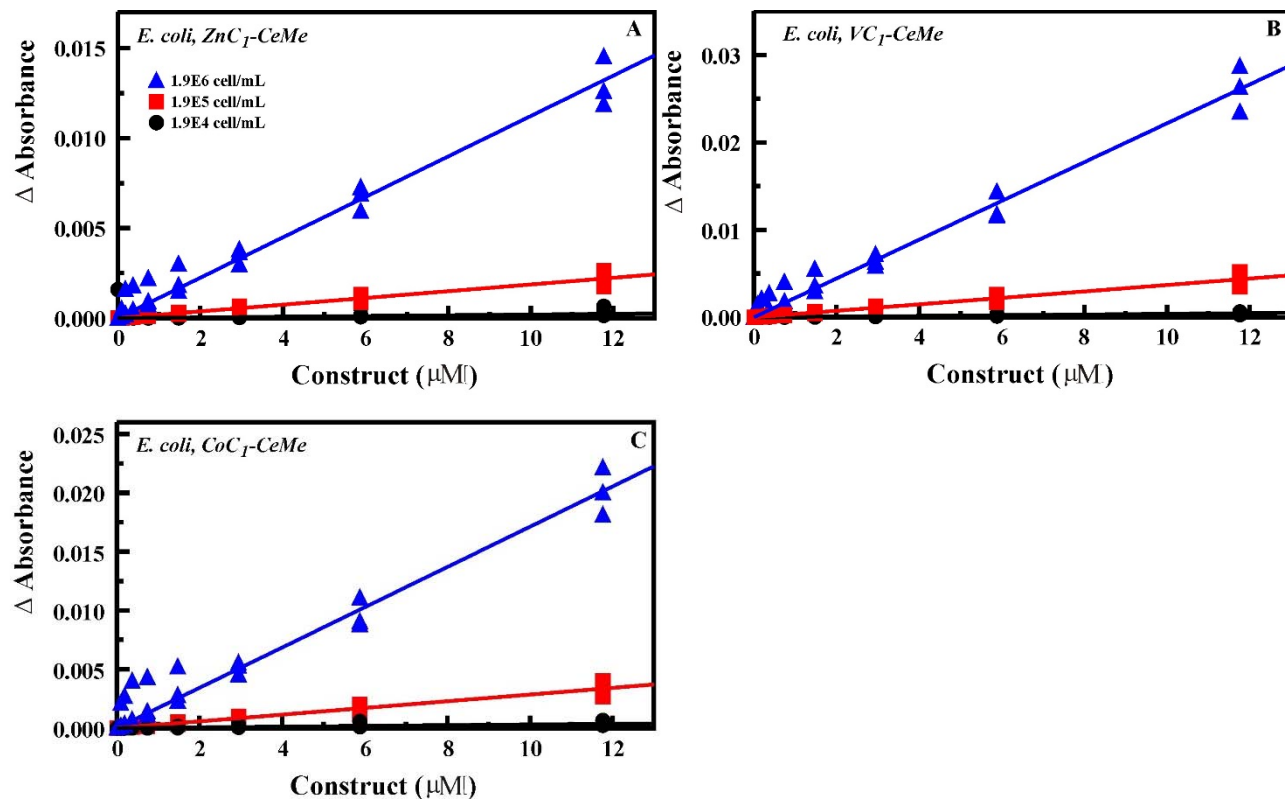 E. coli, ZnC1-CeMe
A
1.9E6 cell/mL
1.9E5 cell/mL
1.9E4 cell/mL
0.015
0.010
0.005
0.000
Δ Absorbance
0 2 4 6 8 10 12
Construct (μM[
E. coli, VC1-CeMe
B
0.03
0.02
0.01
0.00
Δ Absorbance
0 2 4 6 8 10 12
Construct (μM]
E. coli, CoC1-CeMe
C
0.025
0.020
0.015
0.010
0.005
0.000
Δ Absorbance
0 2 4 6 8 10 12
Construct (μM[